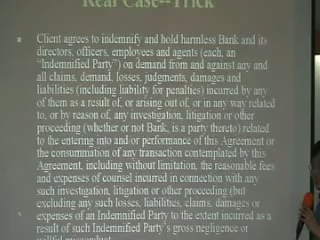 Real Case--Trick
Client agrees to indemnify and hold harmless Bank and its
directors, officers, employees and agents (each, an
"Indemnified Party") on demand from and against any and
all claims, demand, losses, judgments, damages and
liabilities (including liability for penalties) incurred by any
of them as a result of, or arising out of, or in any way related
to, or by reason of, any investigation, litigation or other
proceeding (whether or not Bank, is a party thereto) related
to the entering into and or performance of this Agreement or
the consummation of any transaction contemplated by this
Agreement, including without limitation, the reasonable fees
and expenses of counsel incurred in connection with any
such investigation, litigation or other proceeding (but
excluding any such losses, liabilities, claims, damages or
expenses of an Indemnified Party to the extent incurred as a
result of such Indemnified Party's gross negligence or
willful misconduct